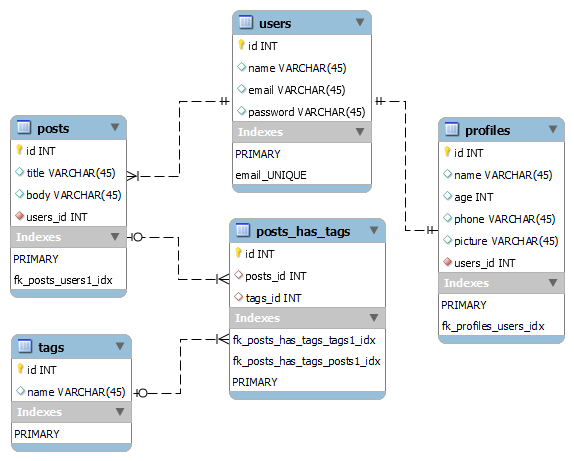 users
id INT
name VARCHAR(45)
email VARCHAR(45)
password VARCHAR(45)
Indexes
PRIMARY
email_UNIQUE
posts
id INT
title VARCHAR(45)
body VARCHAR(45)
users_id INT
Indexes
PRIMARY
fk_posts_users1_idx
profiles
id INT
name VARCHAR(45)
age INT
phone VARCHAR(45)
picture VARCHAR(45)
users_id INT
Indexes
PRIMARY
fk_profiles_users_idx
posts_has_tags
id INT
posts_id INT
tags_id INT
Indexes
fk_posts_has_tags_tags1_idx
fk_posts_has_tags_posts1_idx
PRIMARY
tags
id INT
name VARCHAR(45)
Indexes
PRIMARY